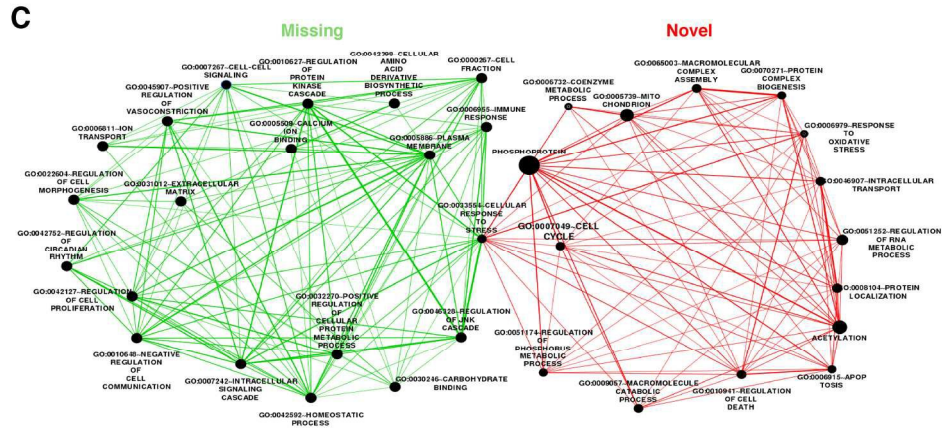 C
Missing
Novel
GO:0007267~CELL-CELL
SIGNALING
GO:0010627~REGULATION
OF
PROTEIN
KINASE CASCADE
AMINO
ACID
DERIVATIVE
BIOSYNTHETIC
PROCESS
GO:0000267~CELL
FRACTION
GO:0045907~POSITIVE
REGULATION
OF
VASOCONSTRICTION
GO:0006955~IMMUNE
RESPONSE
GO:0006811~ION
TRANSPORT
GO:0005509~CALCIUM
ION
BINDING
GO:0005886~PLASMA
MEMBRANE
GO:0022604~REGULATION
OF CELL
MORPHOGENESIS
GO:0031012~EXTRACELLULAR
MATRIX
GO:0033554~CELLULAR
RESPONSE
TO
STRESS
GO:0042752~REGULATION
OF
CIRCADIAN
RHYTHM
GO:0042127~REGULATION
OF CELL
PROLIFERATION
GO:0032270~POSITIVE
REGULATION
OF
CELLULAR
PROTEIN
METABOLIC
PROCESS
GO:0046328~REGULATION
OF JNK
CASCADE
GO:0010648~NEGATIVE
REGULATION
OF
CELL
COMMUNICATION
GO:0007242~INTRACELLULAR
SIGNALING
CASCADE
GO:0030246~CARBOHYDRATE
BINDING
GO:0042592~HOMEOSTATIC
PROCESS
GO:0065003~MACROMOLECULAR
COMPLEX
ASSEMBLY
GO:0006732~COENZYME
METABOLIC
PROCESS
GO:0070271~PROTEIN
COMPLEX
BIOGENESIS
GO:0005739~MITO
CHONDRION
GO:0006979~RESPONSE
TO
OXIDATIVE
STRESS
PHOSPHOPROTEIN
GO:0046907~INTRACELLULAR
TRANSPORT
GO:0007049~CELL
CYCLE
GO:0051252~REGULATION
OF RNA
METABOLIC
PROCESS
GO:0008104~PROTEIN
LOCALIZATION
ACETYLATION
GO:0051174~REGULATION
OF
PHOSPHORUS
METABOLIC
PROCESS
GO:0006915~APOP
TOSIS
GO:0009057~MACROMOLECULE
CATABOLIC
PROCESS
GO:0010941~REGULATION
OF CELL
DEATH